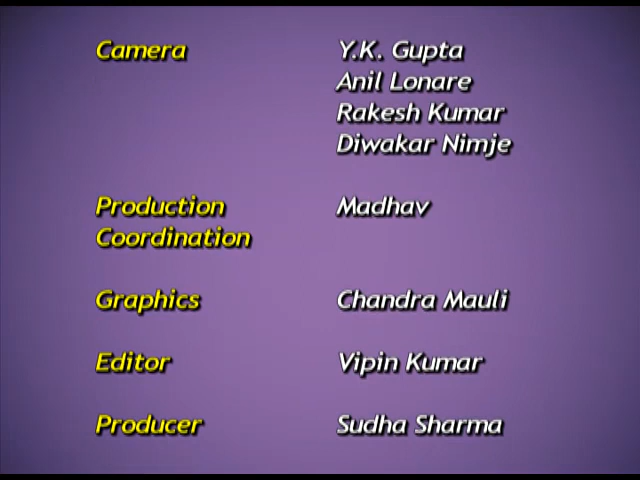 Camera Y.K. Gupta
Anil Lonare
Rakesh Kumar
Diwakar Nimje
Production Madhav
Coordination
Graphics Chandra Mauli
Editor Vipin Kumar
Producer Sudha Sharma